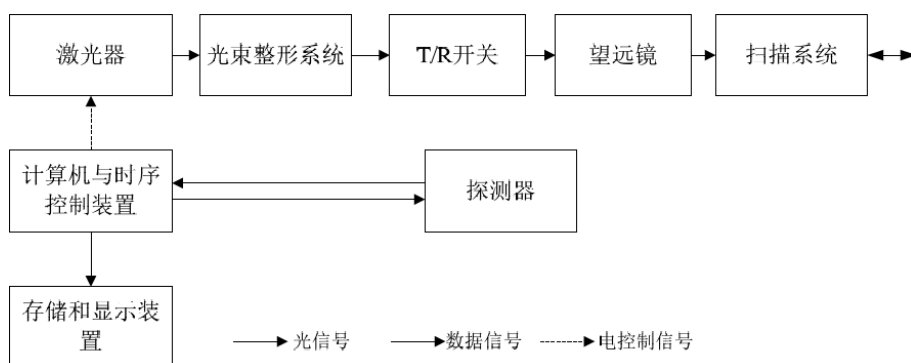 激光器
光束整形系统
T/R开关
望远镜
扫描系统
计算机与时序
控制装置
探测器
存储和显示装
置
光信号
数据信号
电控制信号